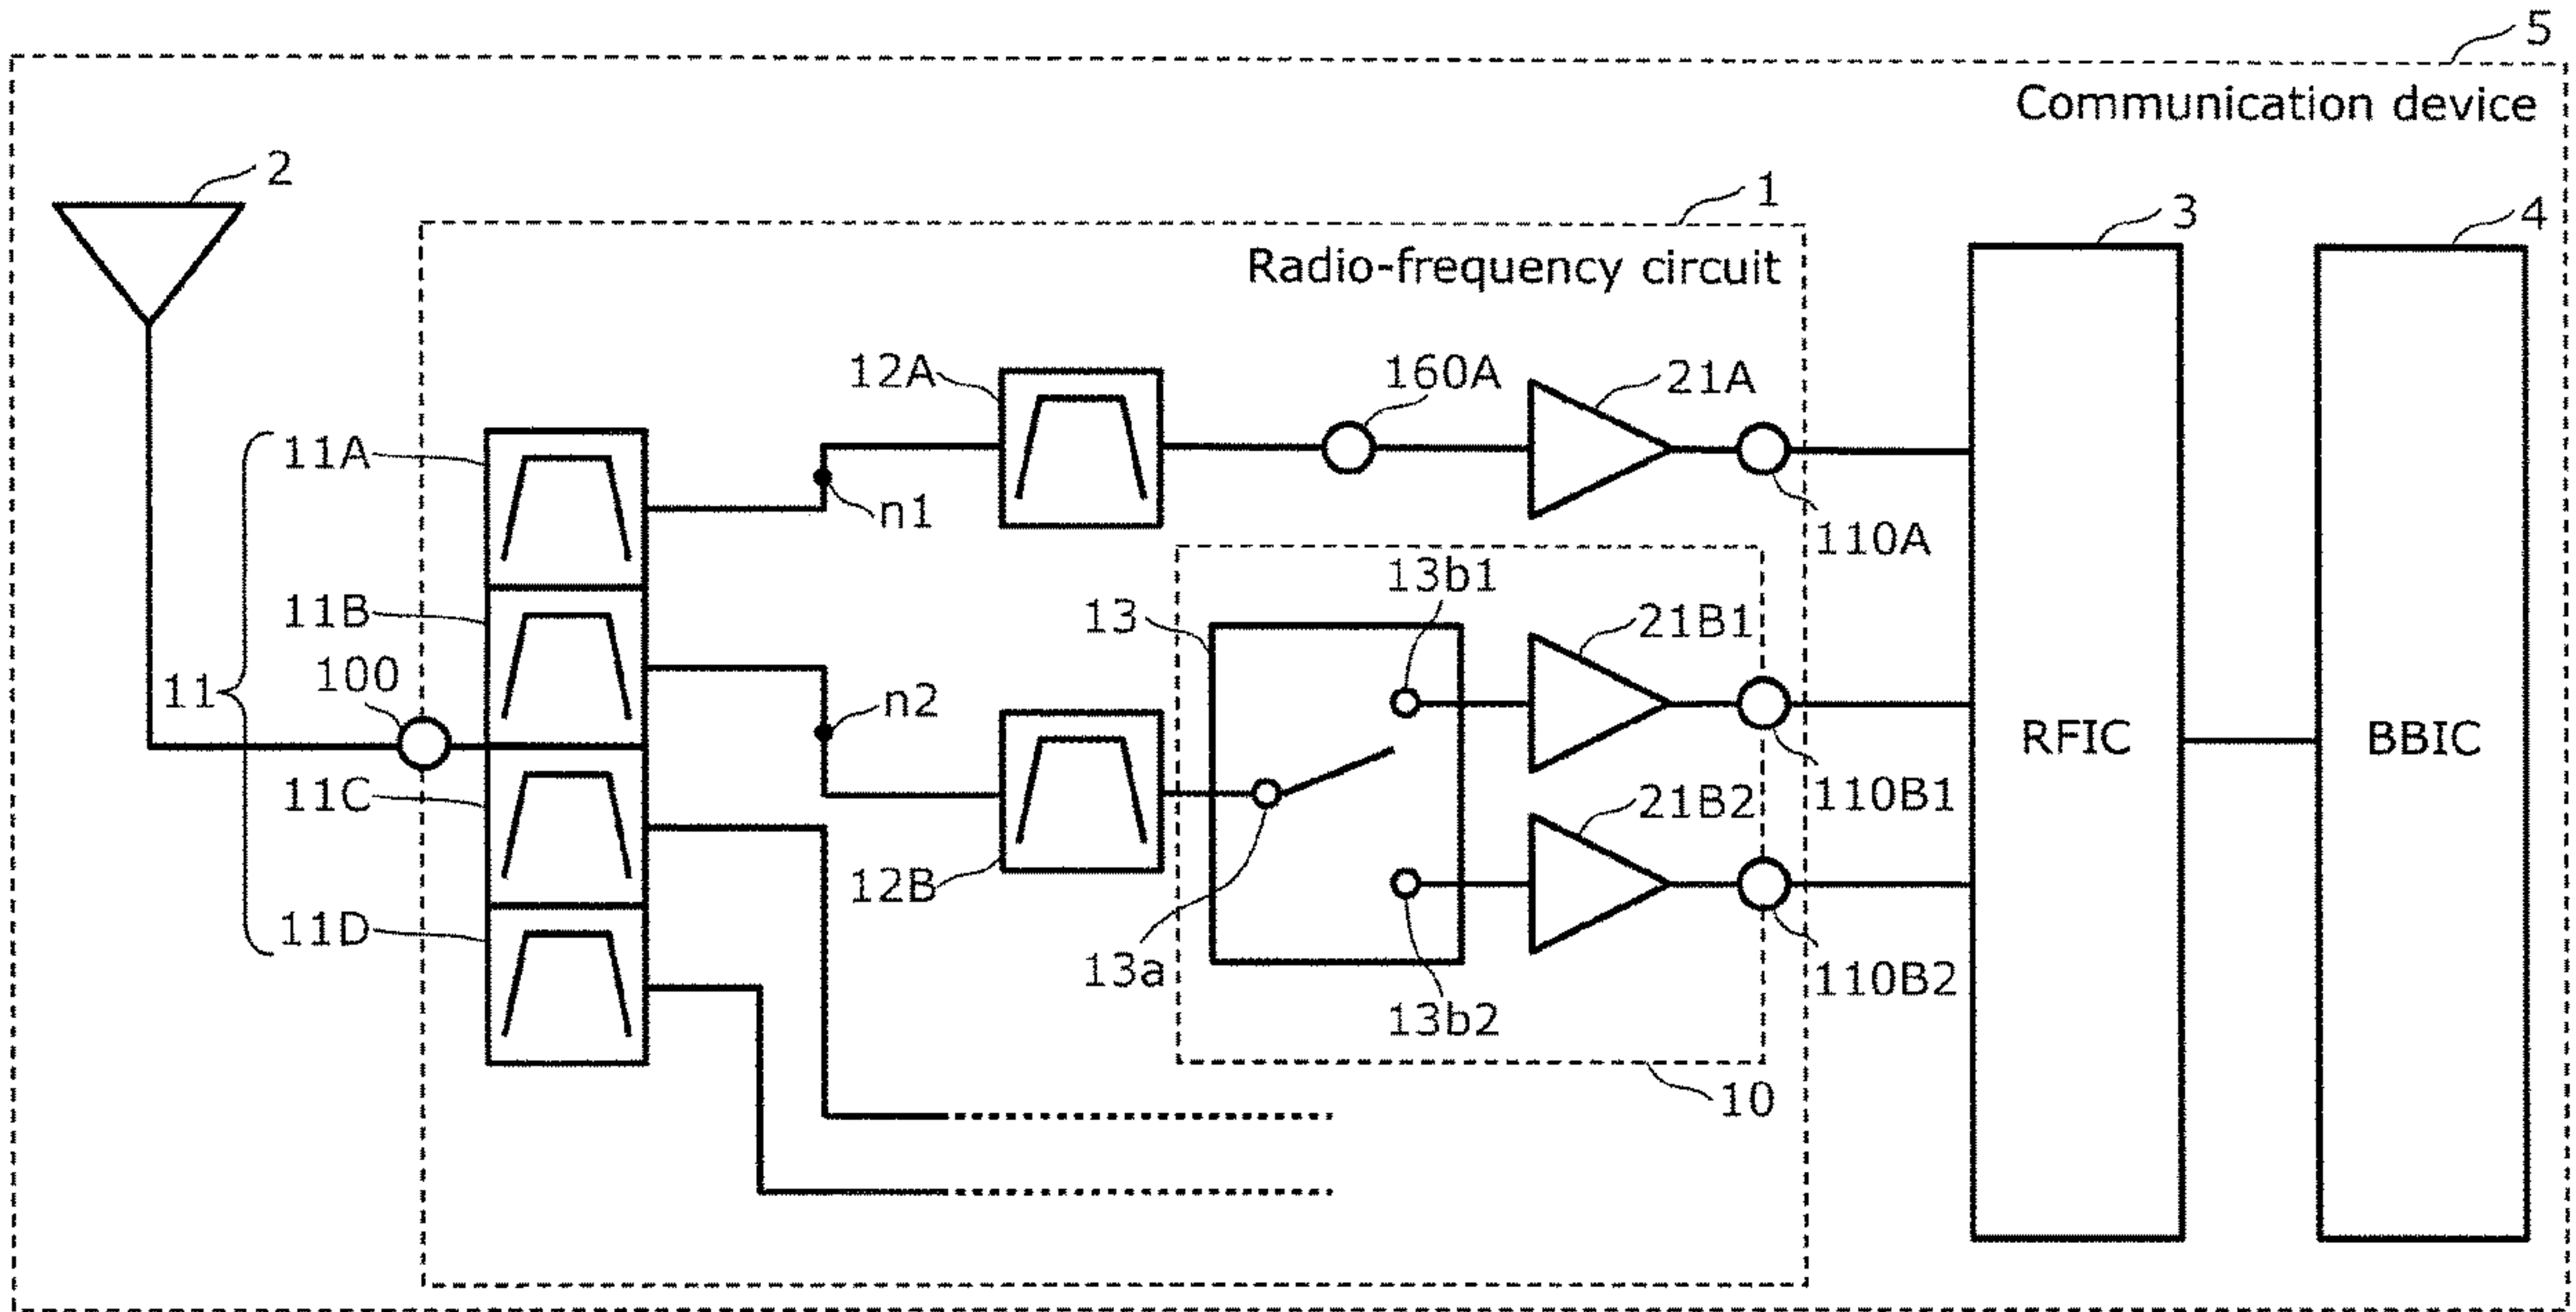 5
Communication device
2
1
3
4
Radio-frequency circuit
12A
160A
21A
11A
n1
110A
13b1
11B
13
21B1
100
11
n2
RFIC
BBIC
11C
21B2
110B1
12B
11D
13a
110B2
13b2
10